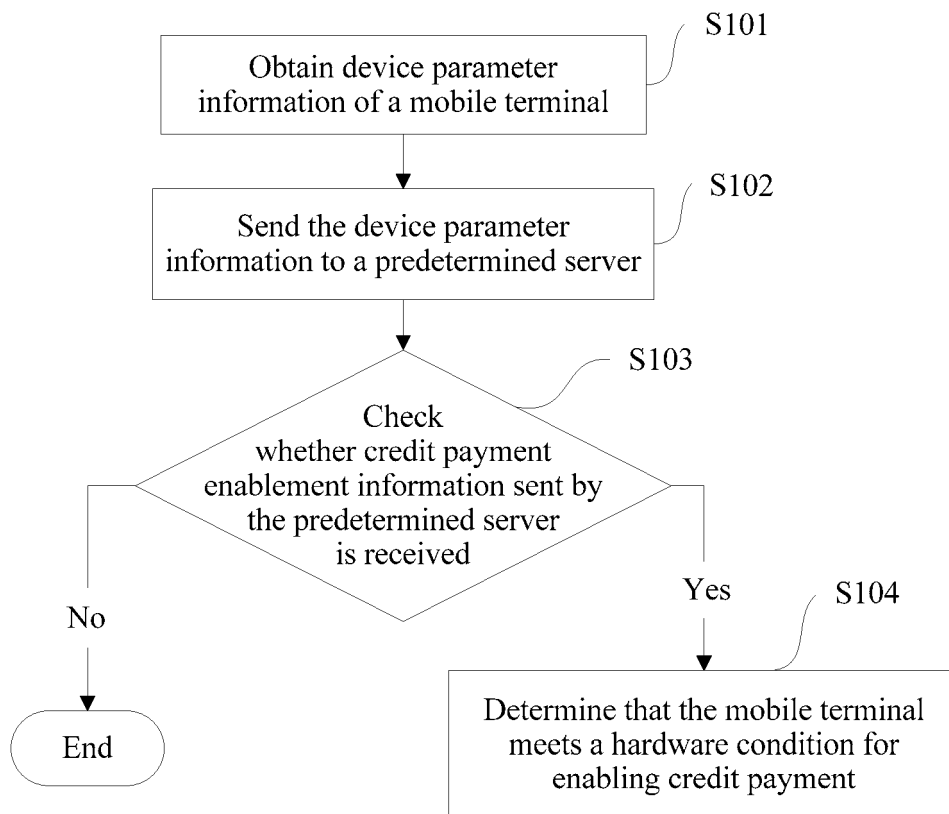 S101
Obtain device parameter
information of a mobile terminal
S102
Send the device parameter
information to a predetermined server
S103
Check
whether credit payment
enablement information sent by
the predetermined server
is received
No
Yes
S104
End
Determine that the mobile terminal
meets a hardware condition for
enabling credit payment